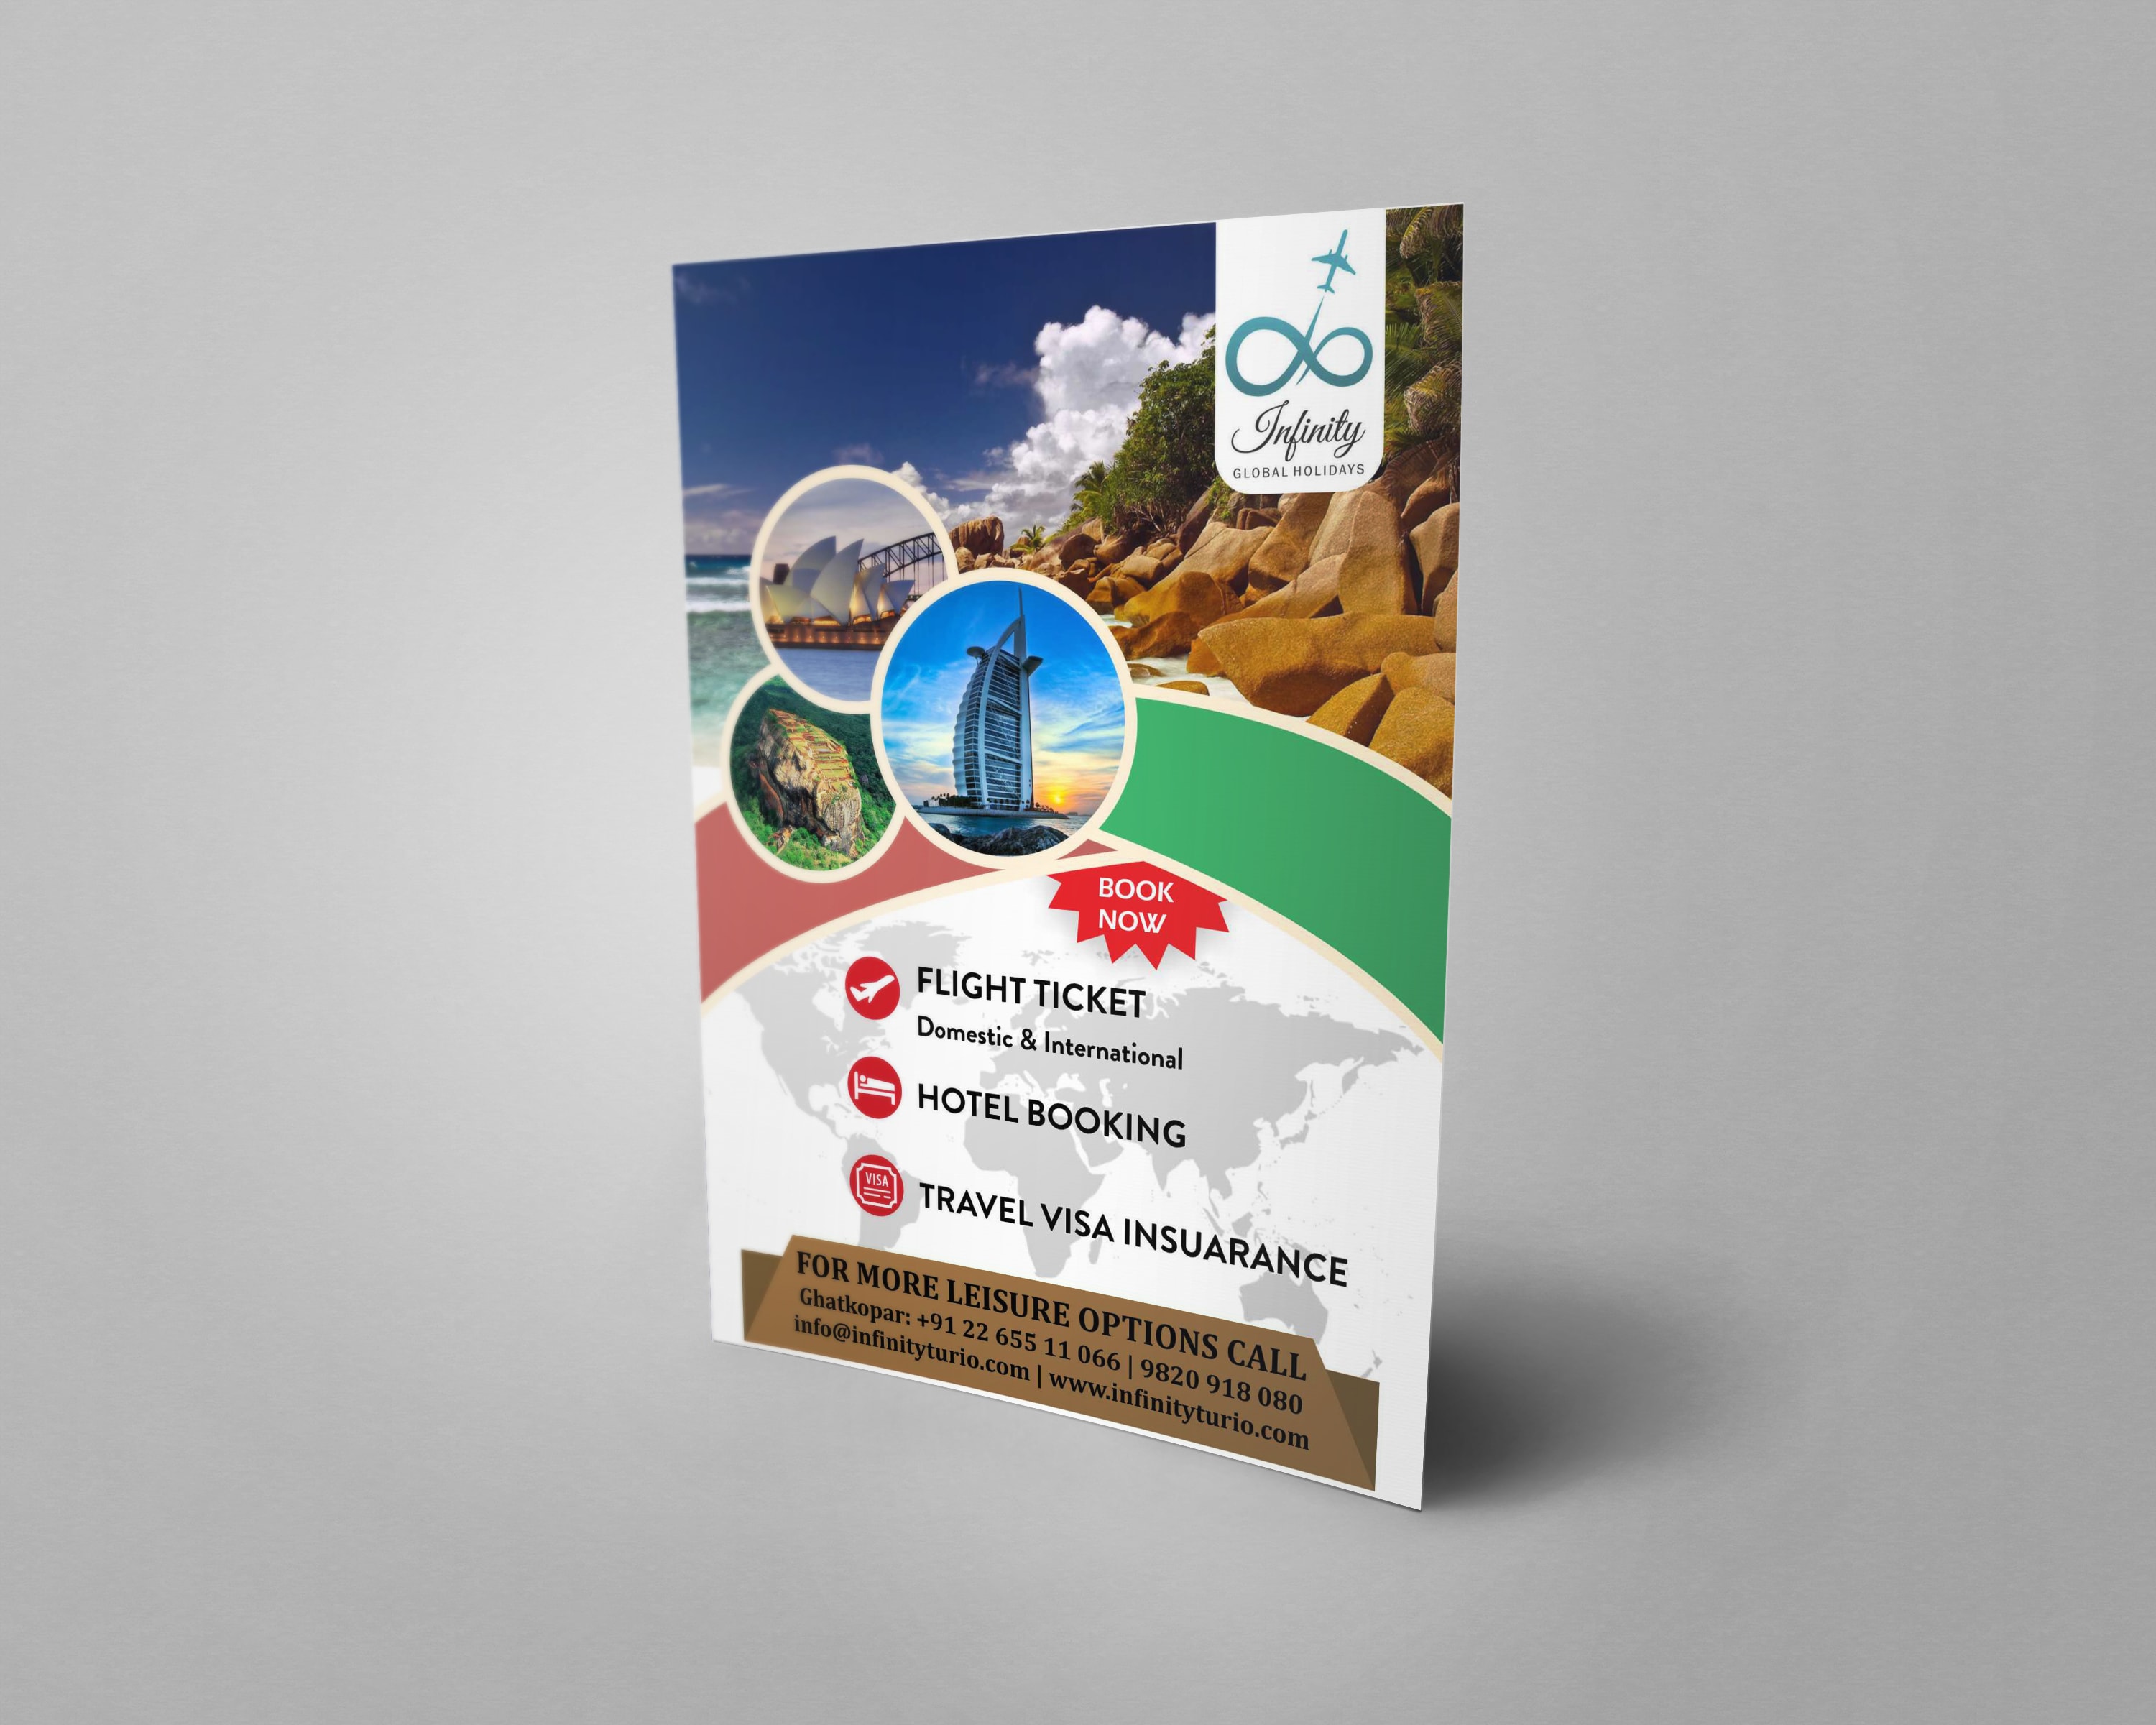 Infinity
GLOBAL HOLIDAYS
BOOK
NOW
FLIGHT TICKET
Domestic & International
HOTEL BOOKING
VISA
TRAVEL VISA INSUARANCE
FOR MORE LEISURE OPTIONS CALL
Ghatkopar: +91 22 655 11 066 | 9820 918 080
info@infinityturio.com | www.infinityturio.com